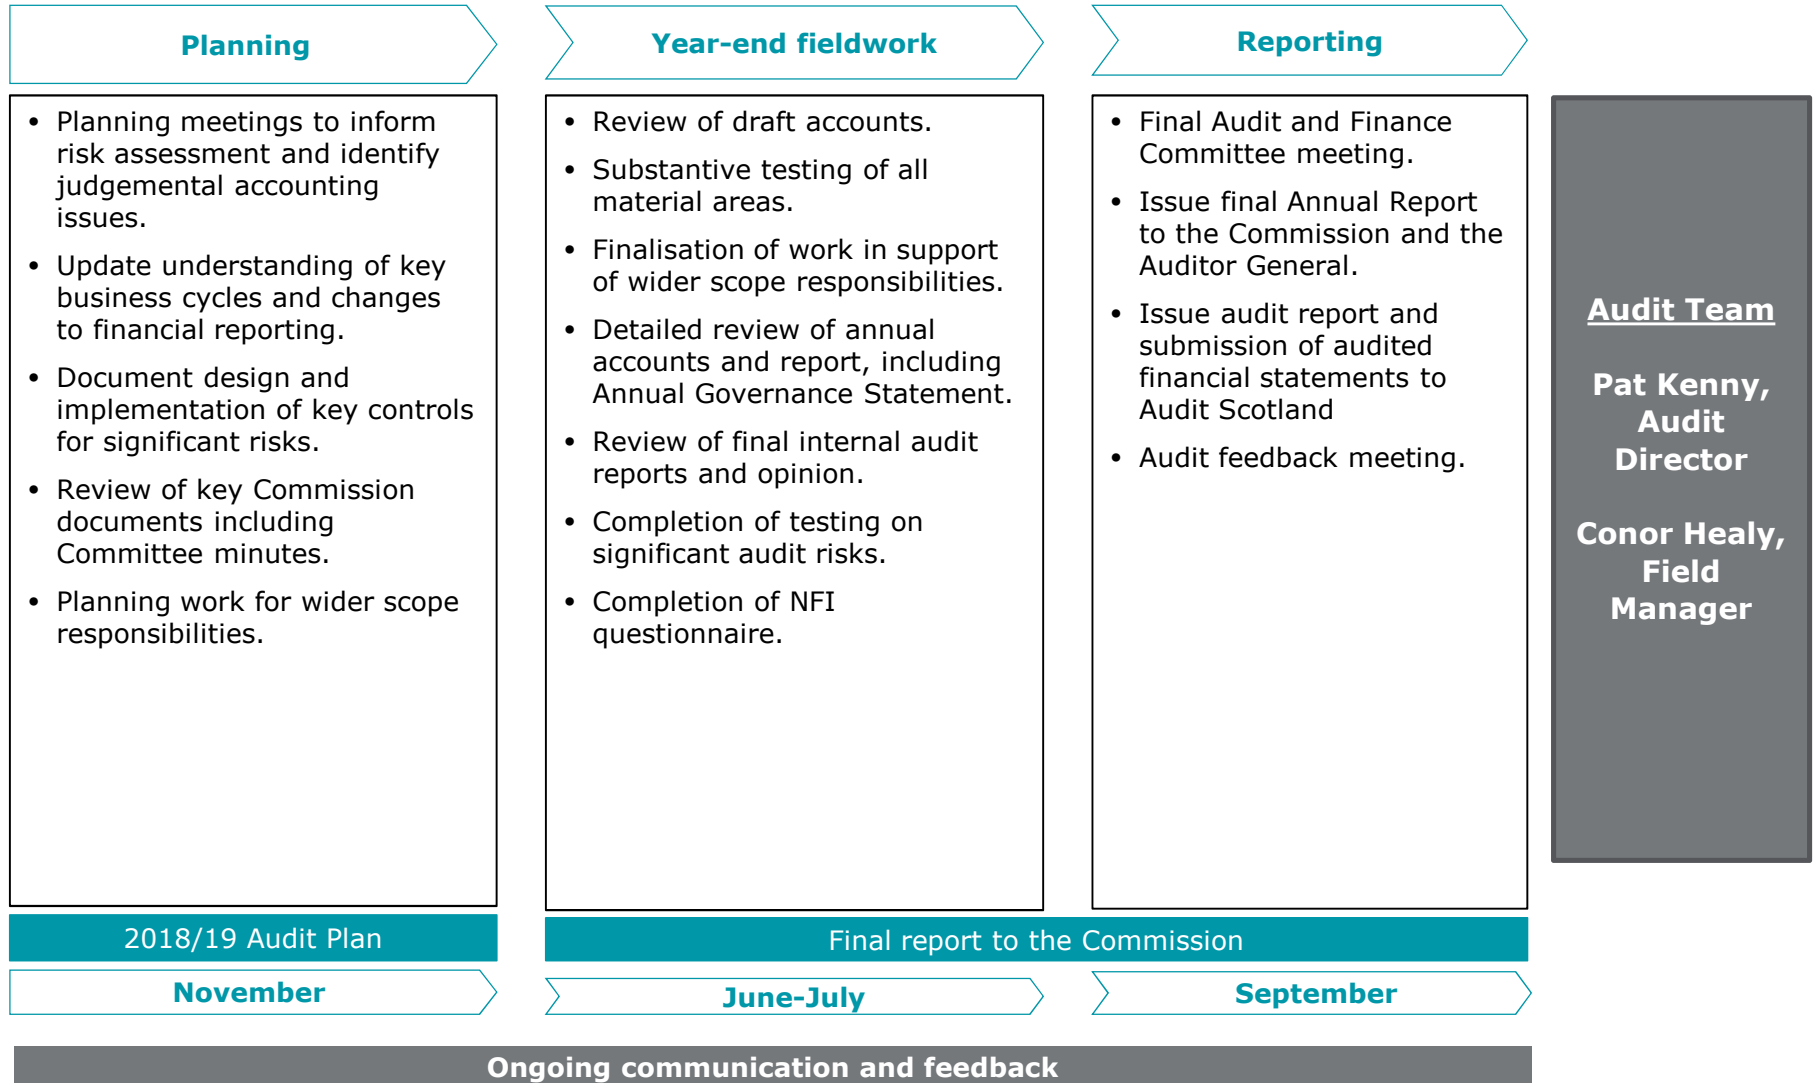 Planning
• Planning meetings to inform
risk assessment and identify
judgemental accounting
issues.
• Update understanding of key
business cycles and changes
to financial reporting.
• Document design and
implementation of key controls
for significant risks.
• Review of key Commission
documents including
Committee minutes.
• Planning work for wider scope
responsibilities.
2018/19 Audit Plan
November
Year-end fieldwork
• Review of draft accounts.
• Substantive testing of all
material areas.
• Finalisation of work in support
of wider scope responsibilities.
• Detailed review of annual
accounts and report, including
Annual Governance Statement.
• Review of final internal audit
reports and opinion.
• Completion of testing on
significant audit risks.
• Completion of NFI
questionnaire.
Reporting
• Final Audit and Finance
Committee meeting.
• Issue final Annual Report
to the Commission and the
Auditor General.
• Issue audit report and
submission of audited
financial statements to
Audit Scotland
• Audit feedback meeting.
Final report to the Commission
June-July
September
Audit Team
Pat Kenny,
Audit
Director
Conor Healy,
Field
Manager
Ongoing communication and feedback